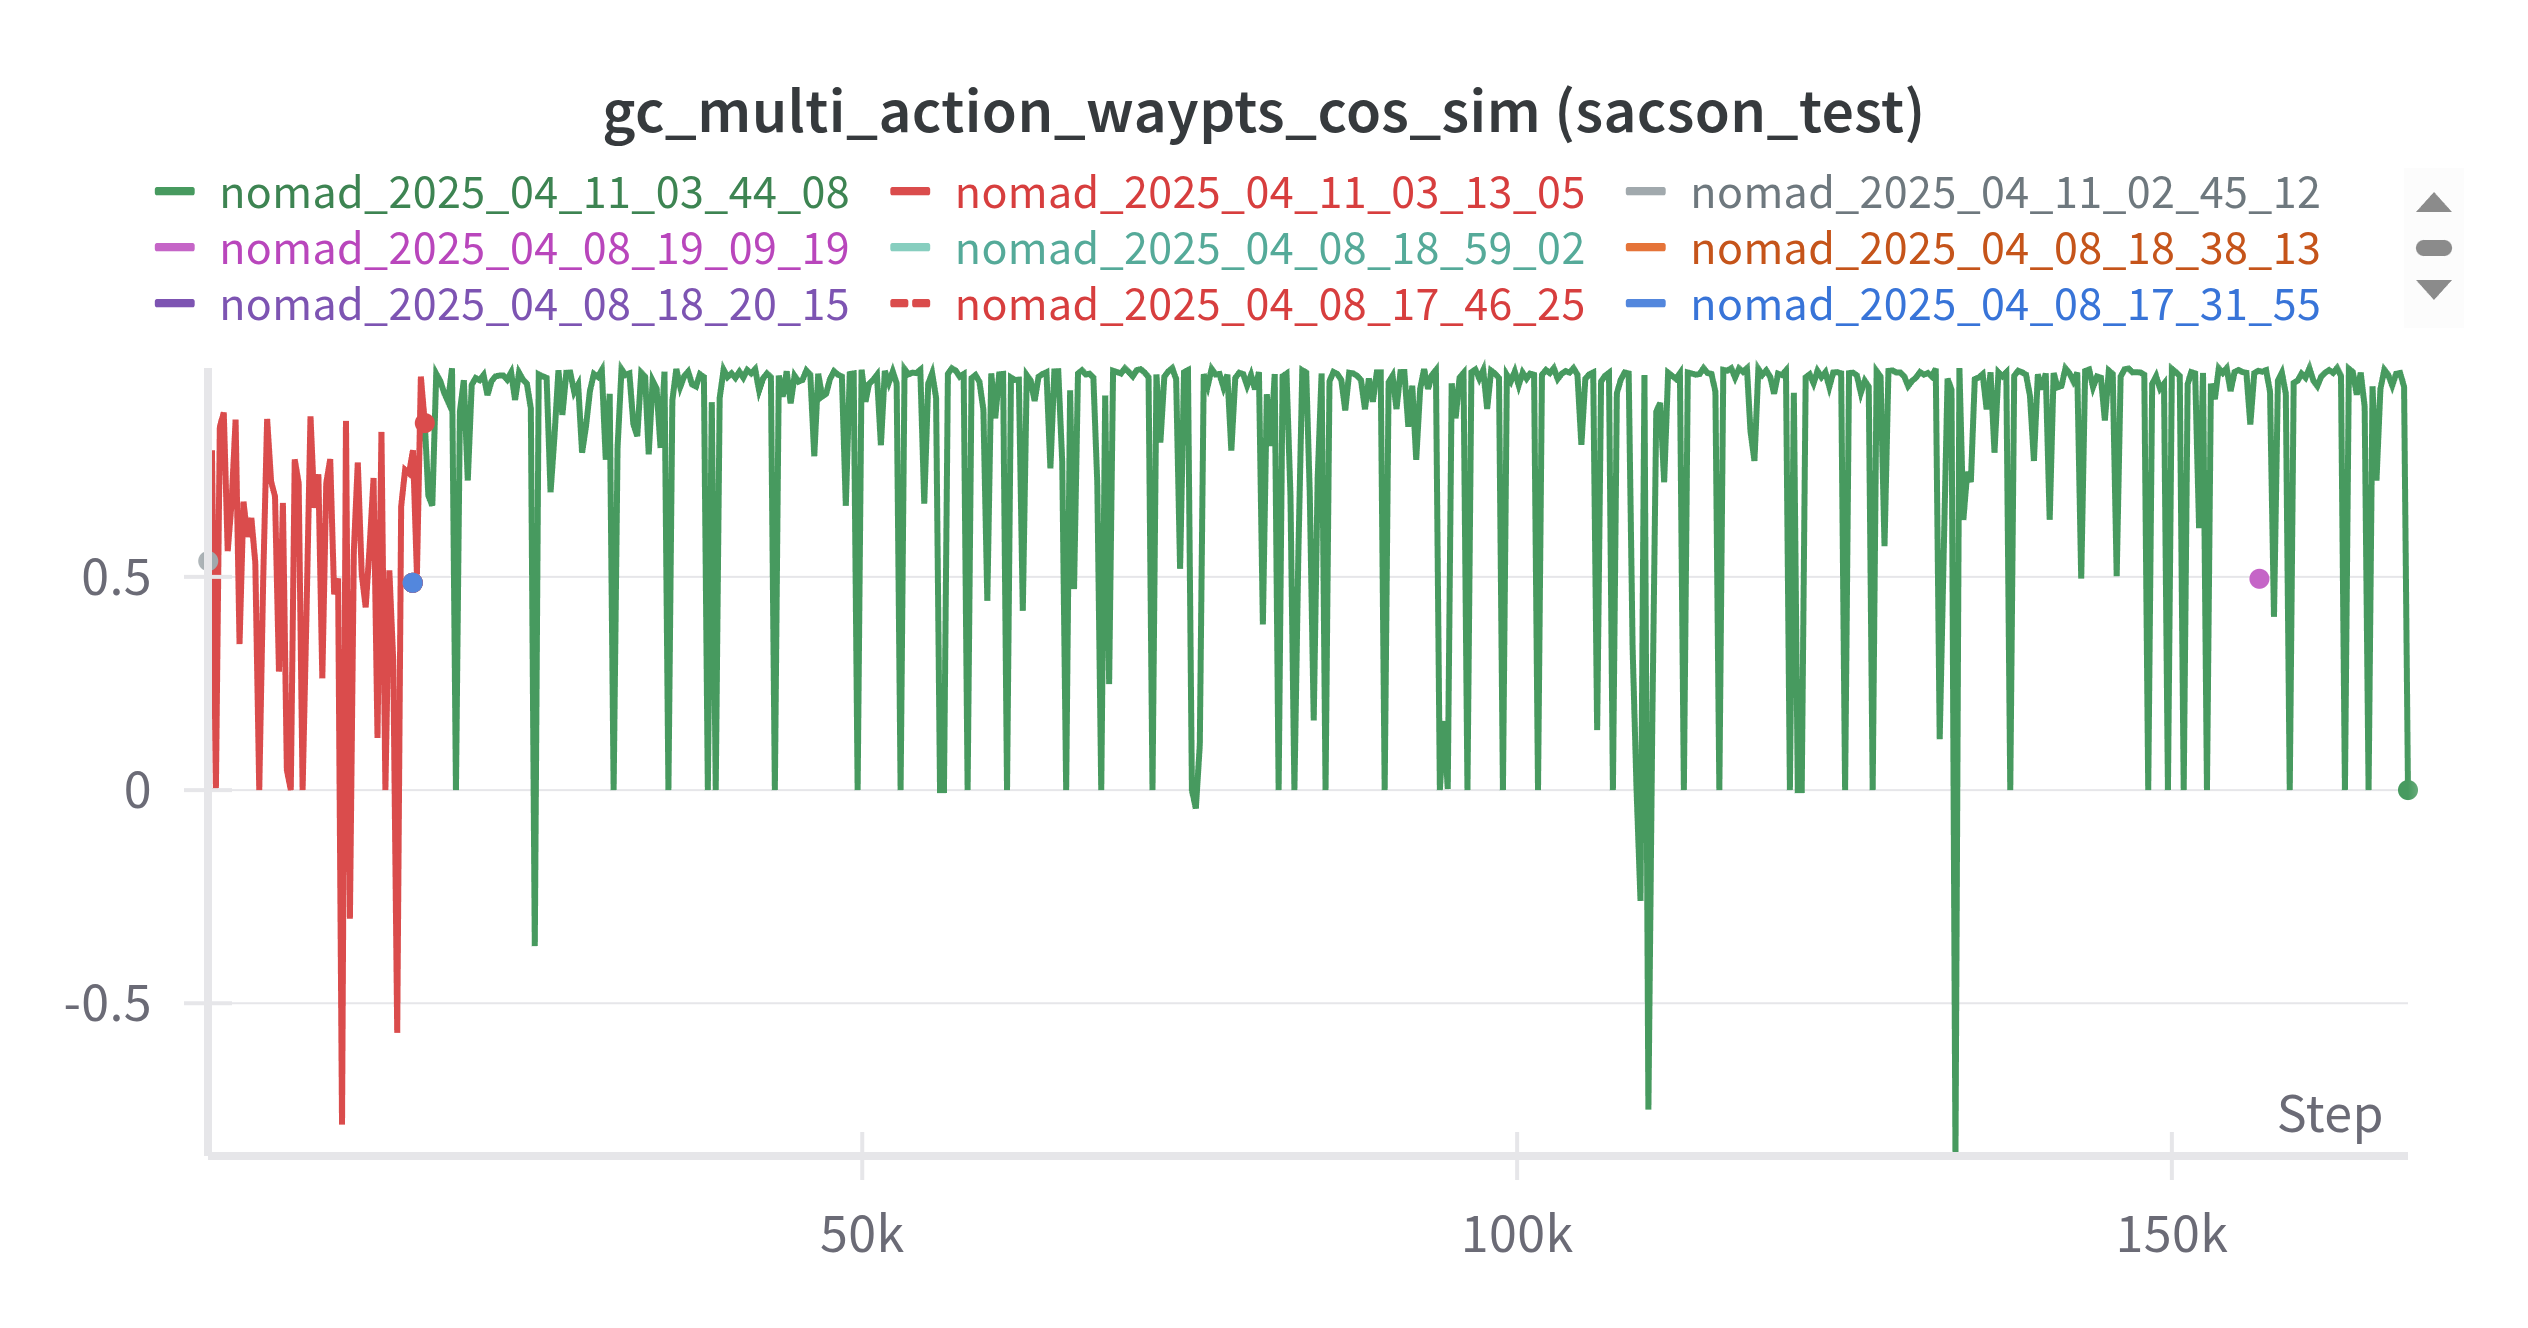 gc_multi_action_waypts_cos_sim (sacson_test)
nomad_2025_04_11_03_44_08 nomad_2025_04_11_03_13_05 nomad_2025_04_11_02_45_12
nomad_2025_04_08_19_09_19 nomad_2025_04_08_18_59_02 nomad_2025_04_08_18_38_13
nomad_2025_04_08_18_20_15 nomad_2025_04_08_17_46_25 nomad_2025_04_08_17_31_55
0.5
0
-0.5
Step
50k 100k 150k